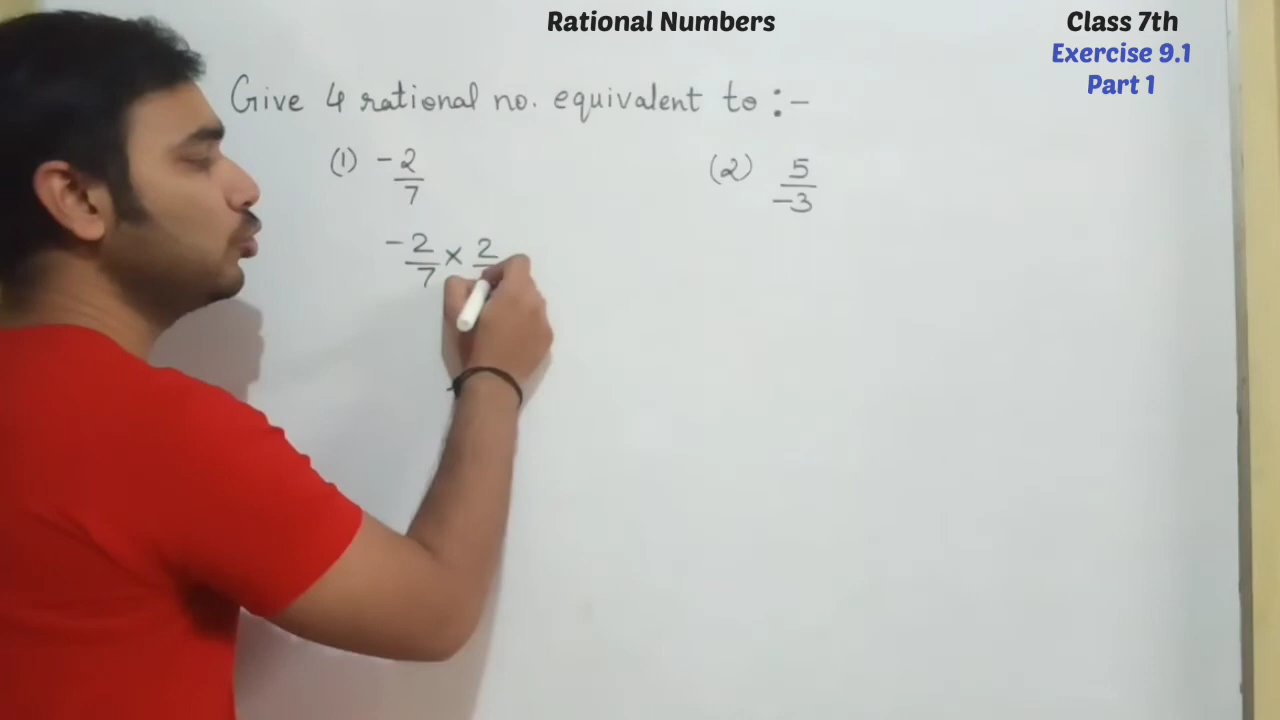 Rational Numbers
Class 7th
Exercise 9.1
Part 1
Give 4 rational no. equivalent to :-
(1) -2/7
(2) 5/-3
-2/7 × 2